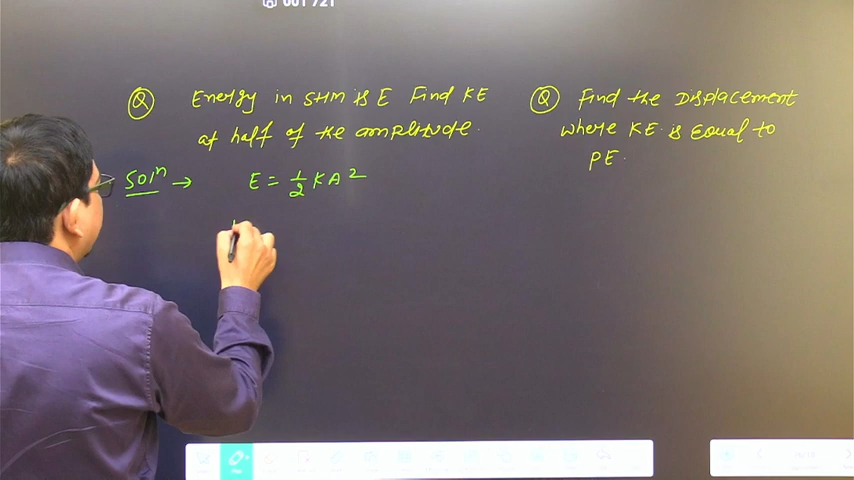 Q Energy in SHM is E Find KE
at half of the amplitude.
Soln → E = 1/2 KA²
Q Find the Displacement
where KE is Equal to
PE.